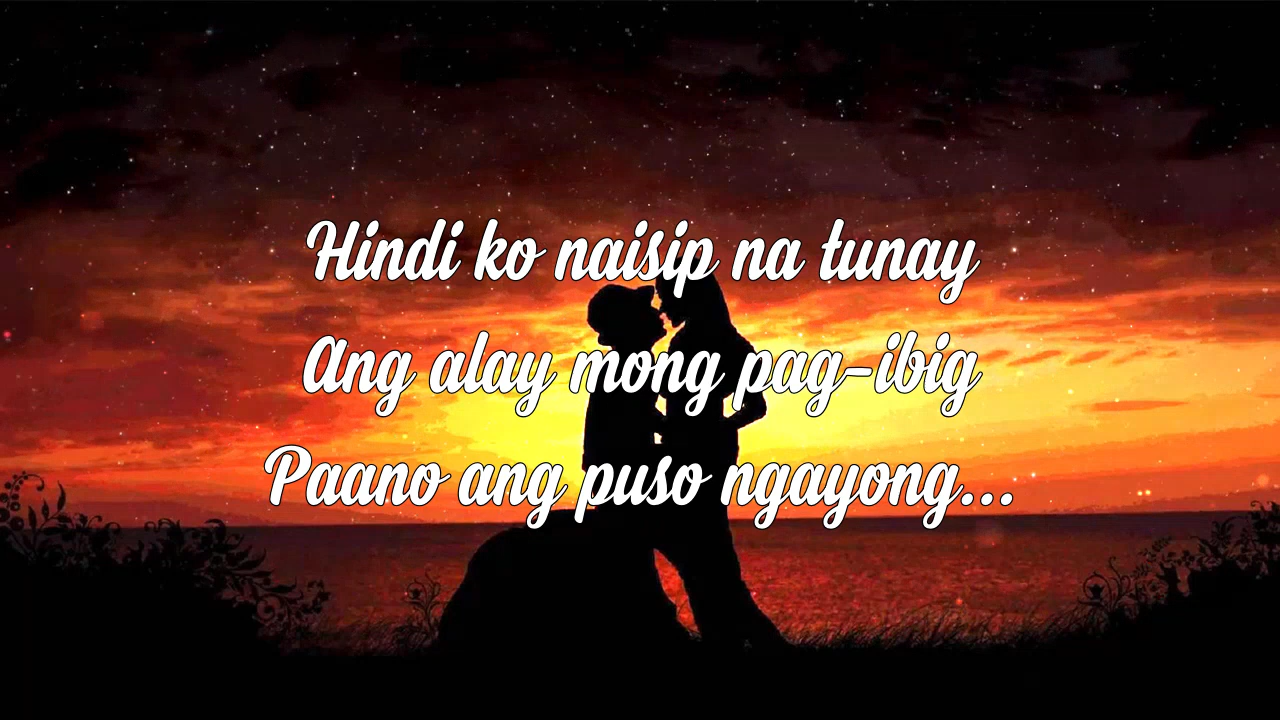 Hindi ko naisip na tunay
Ang alay mong pag-ibig
Paano ang puso ngayong...